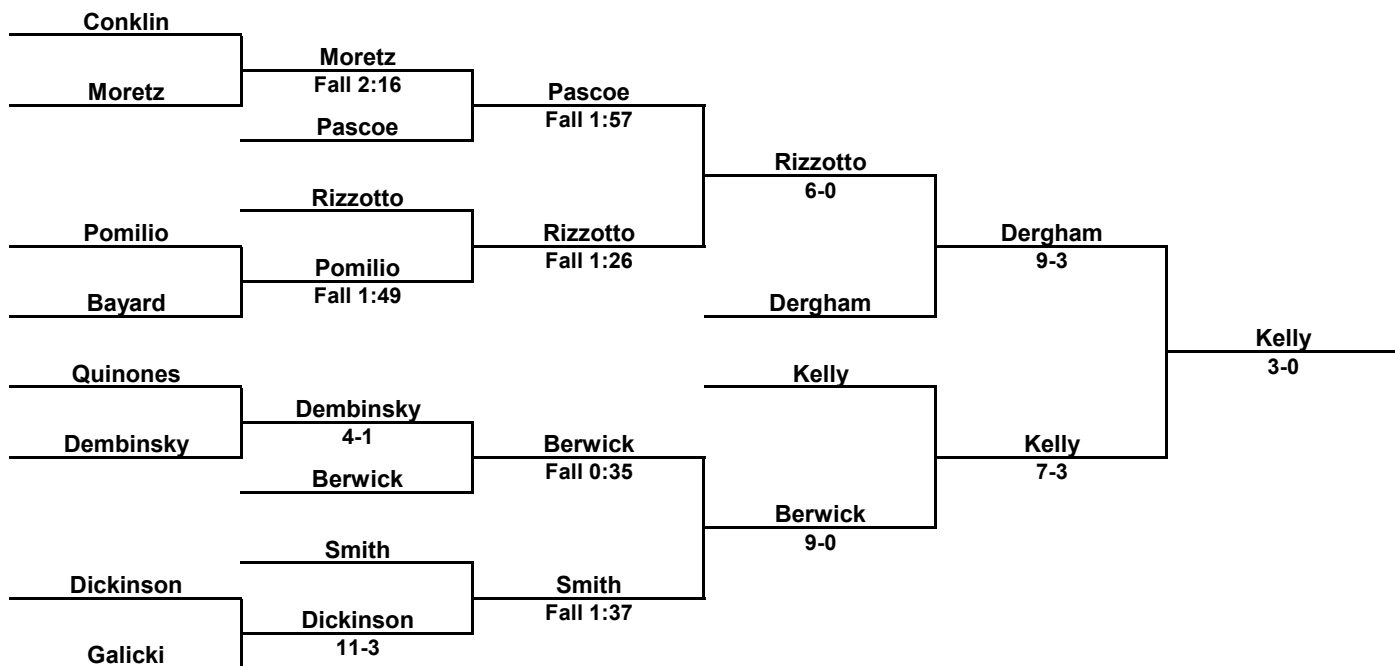 Conklin
Moretz
Fall 2:16
Moretz
Pascoe
Fall 1:57
Pascoe
Rizzotto
6-0
Rizzotto
Pomilio
Rizzotto
Fall 1:26
Dergham
9-3
Pomilio
Fall 1:49
Bayard
Dergham
Kelly
3-0
Quinones
Kelly
Dembinsky
4-1
Dembinsky
Berwick
Fall 0:35
Kelly
7-3
Berwick
Berwick
9-0
Smith
Dickinson
Smith
Fall 1:37
Dickinson
11-3
Galicki